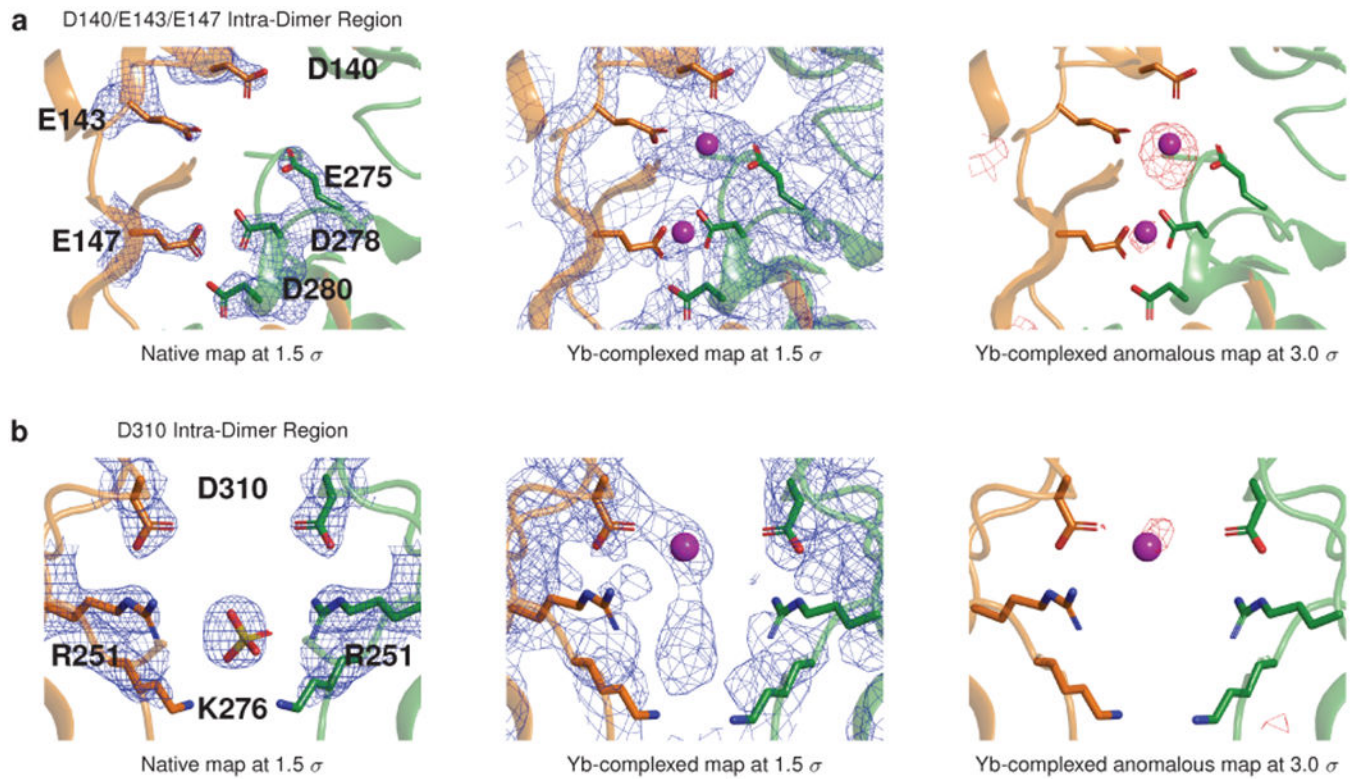 a D140/E143/E147 Intra-Dimer Region
D140
E143
E275
E147
D278
D280
Native map at 1.5 σ
Yb-complexed map at 1.5 σ
Yb-complexed anomalous map at 3.0 σ
b D310 Intra-Dimer Region
D310
R251
R251
K276
Native map at 1.5 σ
Yb-complexed map at 1.5 σ
Yb-complexed anomalous map at 3.0 σ